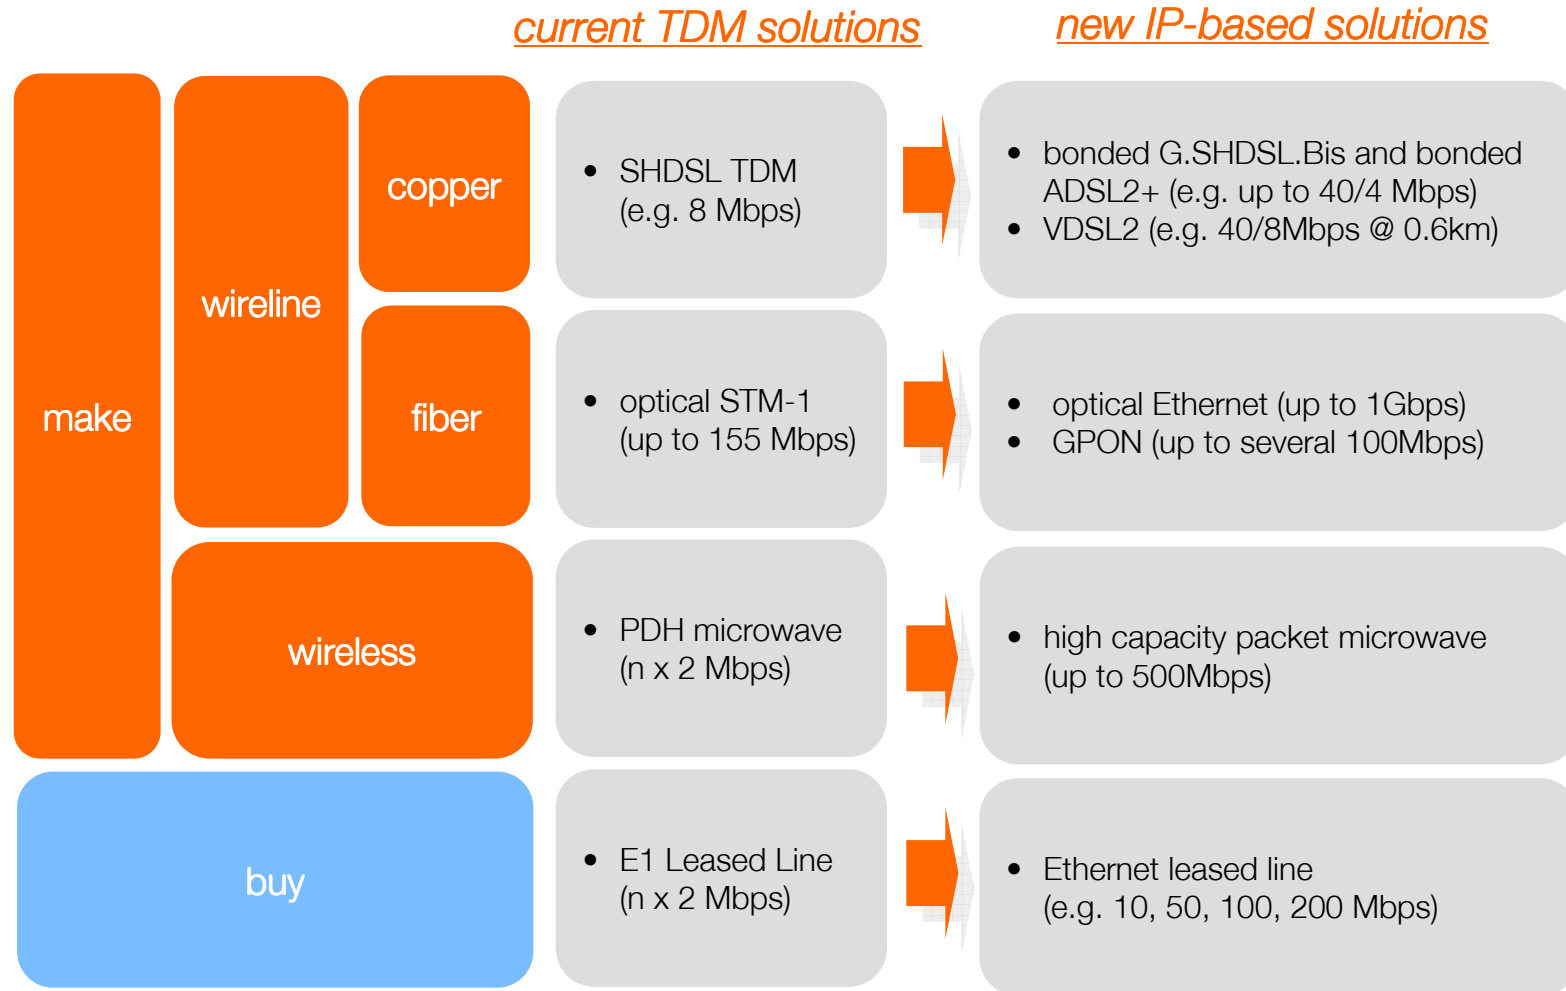 current TDM solutions
new IP-based solutions
make
wireline
copper
• SHDSL TDM
(e.g. 8 Mbps)
• bonded G.SHDSL.Bis and bonded
ADSL2+ (e.g. up to 40/4 Mbps)
• VDSL2 (e.g. 40/8Mbps @ 0.6km)
fiber
• optical STM-1
(up to 155 Mbps)
• optical Ethernet (up to 1Gbps)
• GPON (up to several 100Mbps)
wireless
• PDH microwave
(n x 2 Mbps)
• high capacity packet microwave
(up to 500Mbps)
buy
• E1 Leased Line
(n x 2 Mbps)
• Ethernet leased line
(e.g. 10, 50, 100, 200 Mbps)